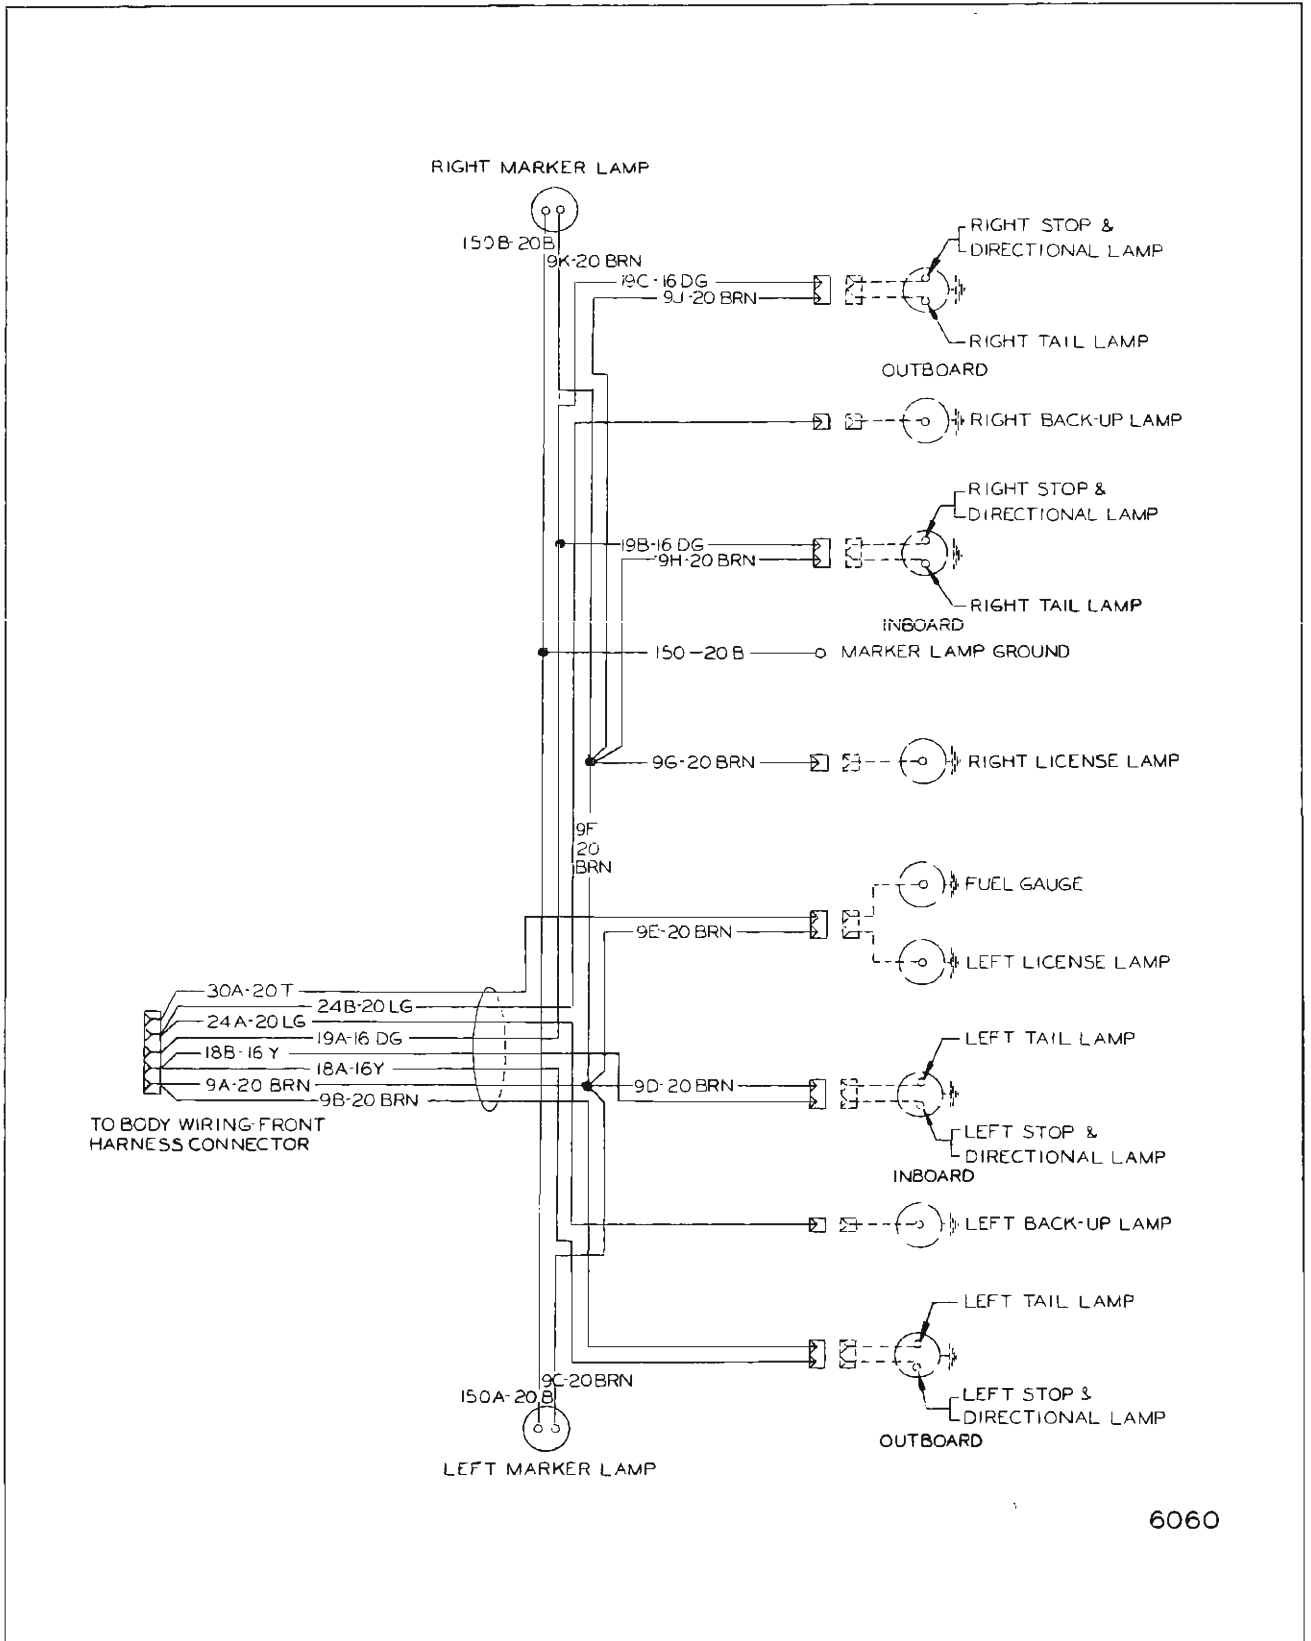 RIGHT MARKER LAMP
150B-20B
9K-20 BRN
19C-16 DG
9J-20 BRN
RIGHT STOP &
DIRECTIONAL LAMP
RIGHT TAIL LAMP
OUTBOARD
RIGHT BACK-UP LAMP
RIGHT STOP &
DIRECTIONAL LAMP
19B-16 DG
9H-20 BRN
RIGHT TAIL LAMP
INBOARD
150-20 B
MARKER LAMP GROUND
9G-20 BRN
RIGHT LICENSE LAMP
9F
20
BRN
FUEL GAUGE
9E-20 BRN
LEFT LICENSE LAMP
30A-20 T
24B-20 LG
24A-20 LG
19A-16 DG
18B-16 Y
18A-16Y
9A-20 BRN
9B-20 BRN
TO BODY WIRING-FRONT
HARNESS CONNECTOR
LEFT TAIL LAMP
9D-20 BRN
LEFT STOP &
DIRECTIONAL LAMP
INBOARD
LEFT BACK-UP LAMP
LEFT TAIL LAMP
9C-20BRN
150A-20B
LEFT STOP &
DIRECTIONAL LAMP
OUTBOARD
LEFT MARKER LAMP
6060